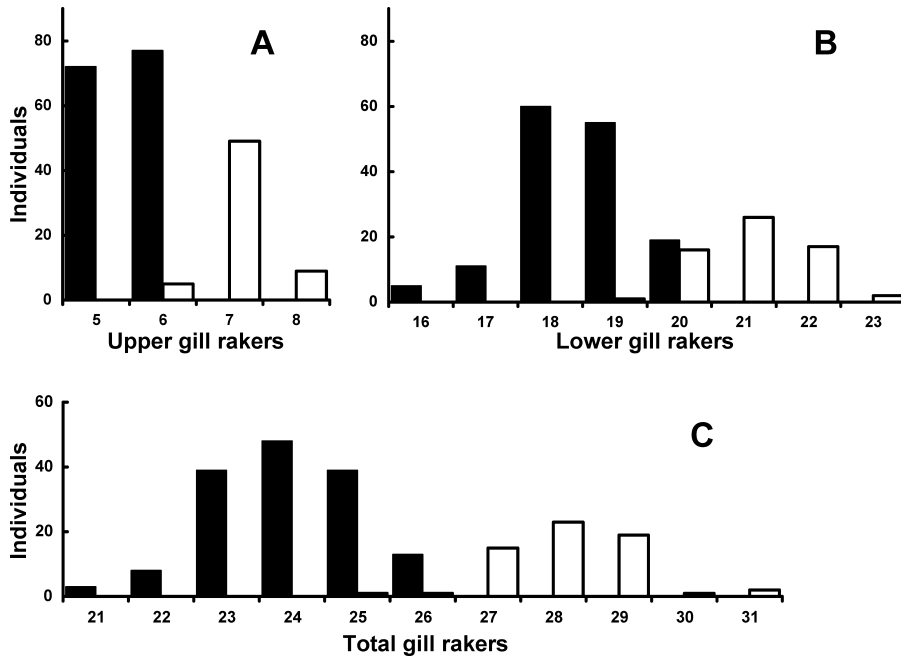 A
80
60
40
20
0
Individuals
5 6 7 8
Upper gill rakers
B
80
60
40
20
0
16 17 18 19 20 21 22 23
Lower gill rakers
C
60
40
20
0
Individuals
21 22 23 24 25 26 27 28 29 30 31
Total gill rakers